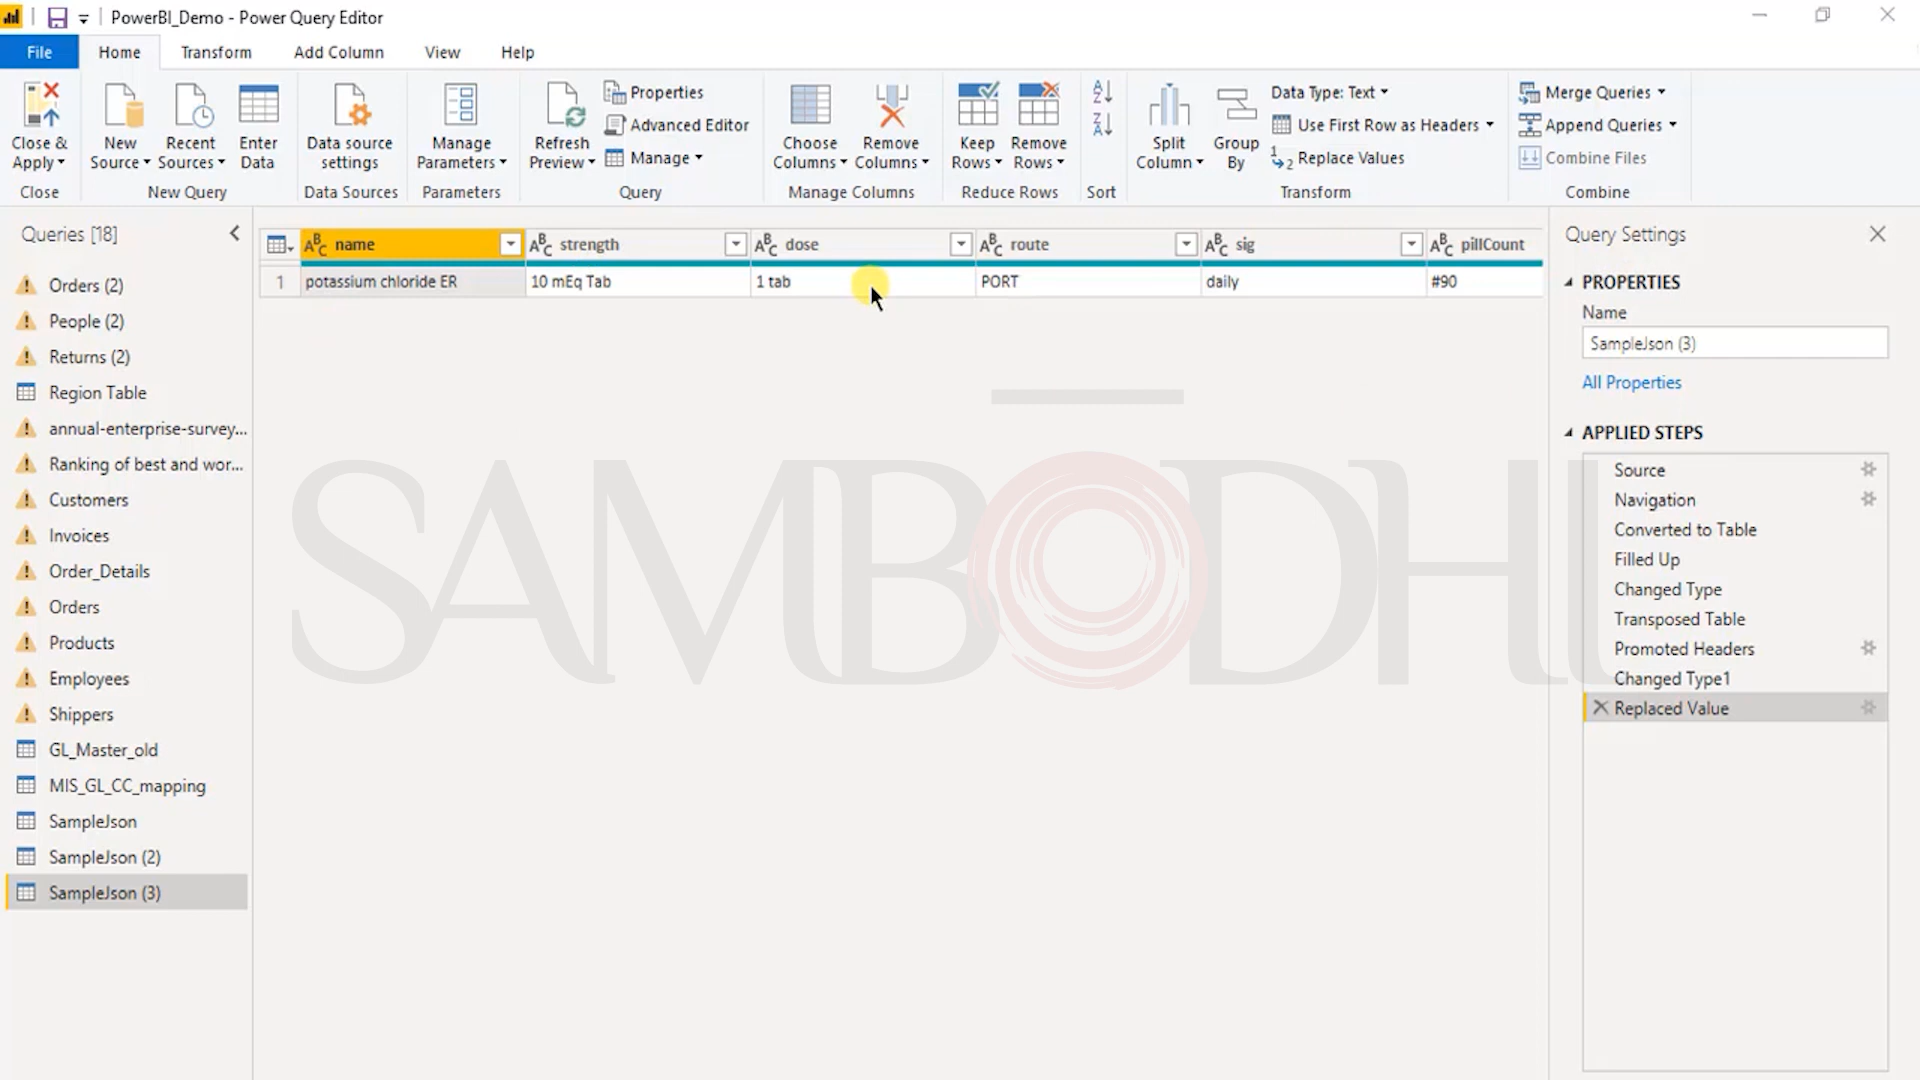 PowerBI_Demo - Power Query Editor
File Home Transform Add Column View Help
Close & Apply
New Source
Recent Sources
Enter Data
Data source settings
Manage Parameters
Refresh Preview
Properties
Advanced Editor
Manage
Choose Columns
Remove Columns
Keep Rows
Remove Rows
Split Column
Group By
Data Type: Text
Use First Row as Headers
Replace Values
Merge Queries
Append Queries
Combine Files
Close New Query Data Sources Parameters Query Manage Columns Reduce Rows Sort Transform Combine
Queries [18]
Orders (2)
People (2)
Returns (2)
Region Table
annual-enterprise-survey...
Ranking of best and wor...
Customers
Invoices
Order_Details
Orders
Products
Employees
Shippers
GL_Master_old
MIS_GL_CC_mapping
SampleJson
SampleJson (2)
SampleJson (3)
name strength dose route sig pillCount
1 potassium chloride ER 10 mEq Tab 1 tab PORT daily #90
SAMBODHI
Query Settings
PROPERTIES
Name
SampleJson (3)
All Properties
APPLIED STEPS
Source
Navigation
Converted to Table
Filled Up
Changed Type
Transposed Table
Promoted Headers
Changed Type1
Replaced Value